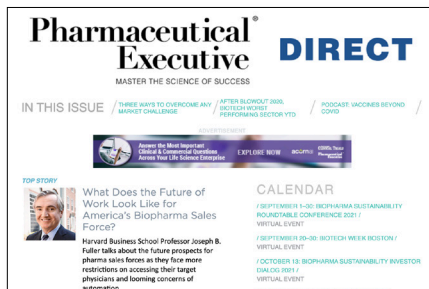 Pharmaceutical
Executive®
DIRECT
MASTER THE SCIENCE OF SUCCESS
IN THIS ISSUE
THREE WAYS TO OVERCOME ANY
MARKET CHALLENGE
AFTER BLOWOUT 2020,
BIOTECH WORST
PERFORMING SECTOR YTD
PODCAST: VACCINES BEYOND
COVID
ADVERTISEMENT
Answer the Most Important
Clinical & Commercial Questions
Across Your Life Science Enterprise
EXPLORE NOW
TOP STORY
What Does the Future of
Work Look Like for
America's Biopharma Sales
Force?
Harvard Business School Professor Joseph B.
Fuller talks about the future prospects for
pharma sales forces as they face more
restrictions on accessing their target
physicians and looming concerns of
automation.
CALENDAR
/ SEPTEMBER 1–30: BIOPHARMA SUSTAINABILITY
ROUNDTABLE CONFERENCE 2021 /
VIRTUAL EVENT
/ SEPTEMBER 20–30: BIOTECH WEEK BOSTON /
VIRTUAL EVENT
/ OCTOBER 13: BIOPHARMA SUSTAINABILITY INVESTOR
DIALOG 2021 /
VIRTUAL EVENT